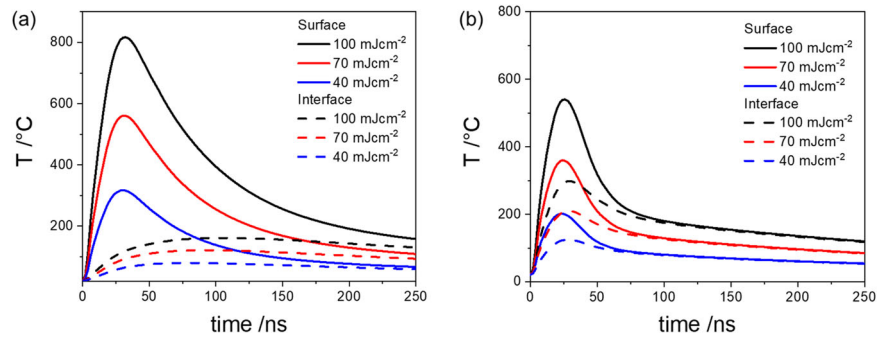 (a)
T /°C
800
600
400
200
0
50
100
150
200
250
time /ns
Surface
100 mJcm⁻²
70 mJcm⁻²
40 mJcm⁻²
Interface
100 mJcm⁻²
70 mJcm⁻²
40 mJcm⁻²
(b)
T /°C
800
600
400
200
0
0
50
100
150
200
250
time /ns
Surface
100 mJcm⁻²
70 mJcm⁻²
40 mJcm⁻²
Interface
100 mJcm⁻²
70 mJcm⁻²
40 mJcm⁻²